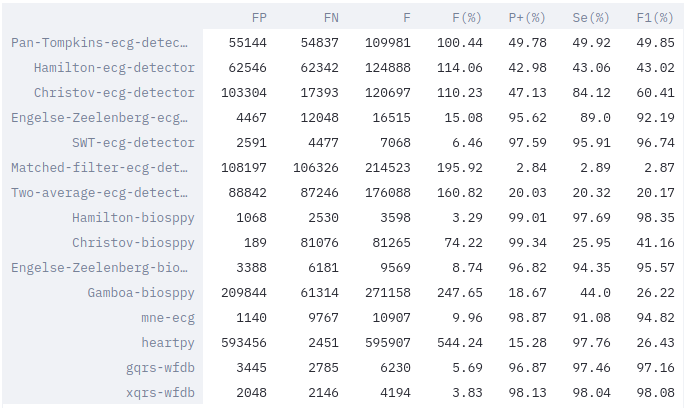 FP FN F F(%) P+(%) Se(%) F1(%)
Pan-Tompkins-ecg-detec… 55144 54837 109981 100.44 49.78 49.92 49.85
Hamilton-ecg-detector 62546 62342 124888 114.06 42.98 43.06 43.02
Christov-ecg-detector 103304 17393 120697 110.23 47.13 84.12 60.41
Engelse-Zeelenberg-ecg… 4467 12048 16515 15.08 95.62 89.0 92.19
SWT-ecg-detector 2591 4477 7068 6.46 97.59 95.91 96.74
Matched-filter-ecg-det… 108197 106326 214523 195.92 2.84 2.89 2.87
Two-average-ecg-detect… 88842 87246 176088 160.82 20.03 20.32 20.17
Hamilton-biosppy 1068 2530 3598 3.29 99.01 97.69 98.35
Christov-biosppy 189 81076 81265 74.22 99.34 25.95 41.16
Engelse-Zeelenberg-bio… 3388 6181 9569 8.74 96.82 94.35 95.57
Gamboa-biosppy 209844 61314 271158 247.65 18.67 44.0 26.22
mne-ecg 1140 9767 10907 9.96 98.87 91.08 94.82
heartpy 593456 2451 595907 544.24 15.28 97.76 26.43
gqrs-wfdb 3445 2785 6230 5.69 96.87 97.46 97.16
xqrs-wfdb 2048 2146 4194 3.83 98.13 98.04 98.08